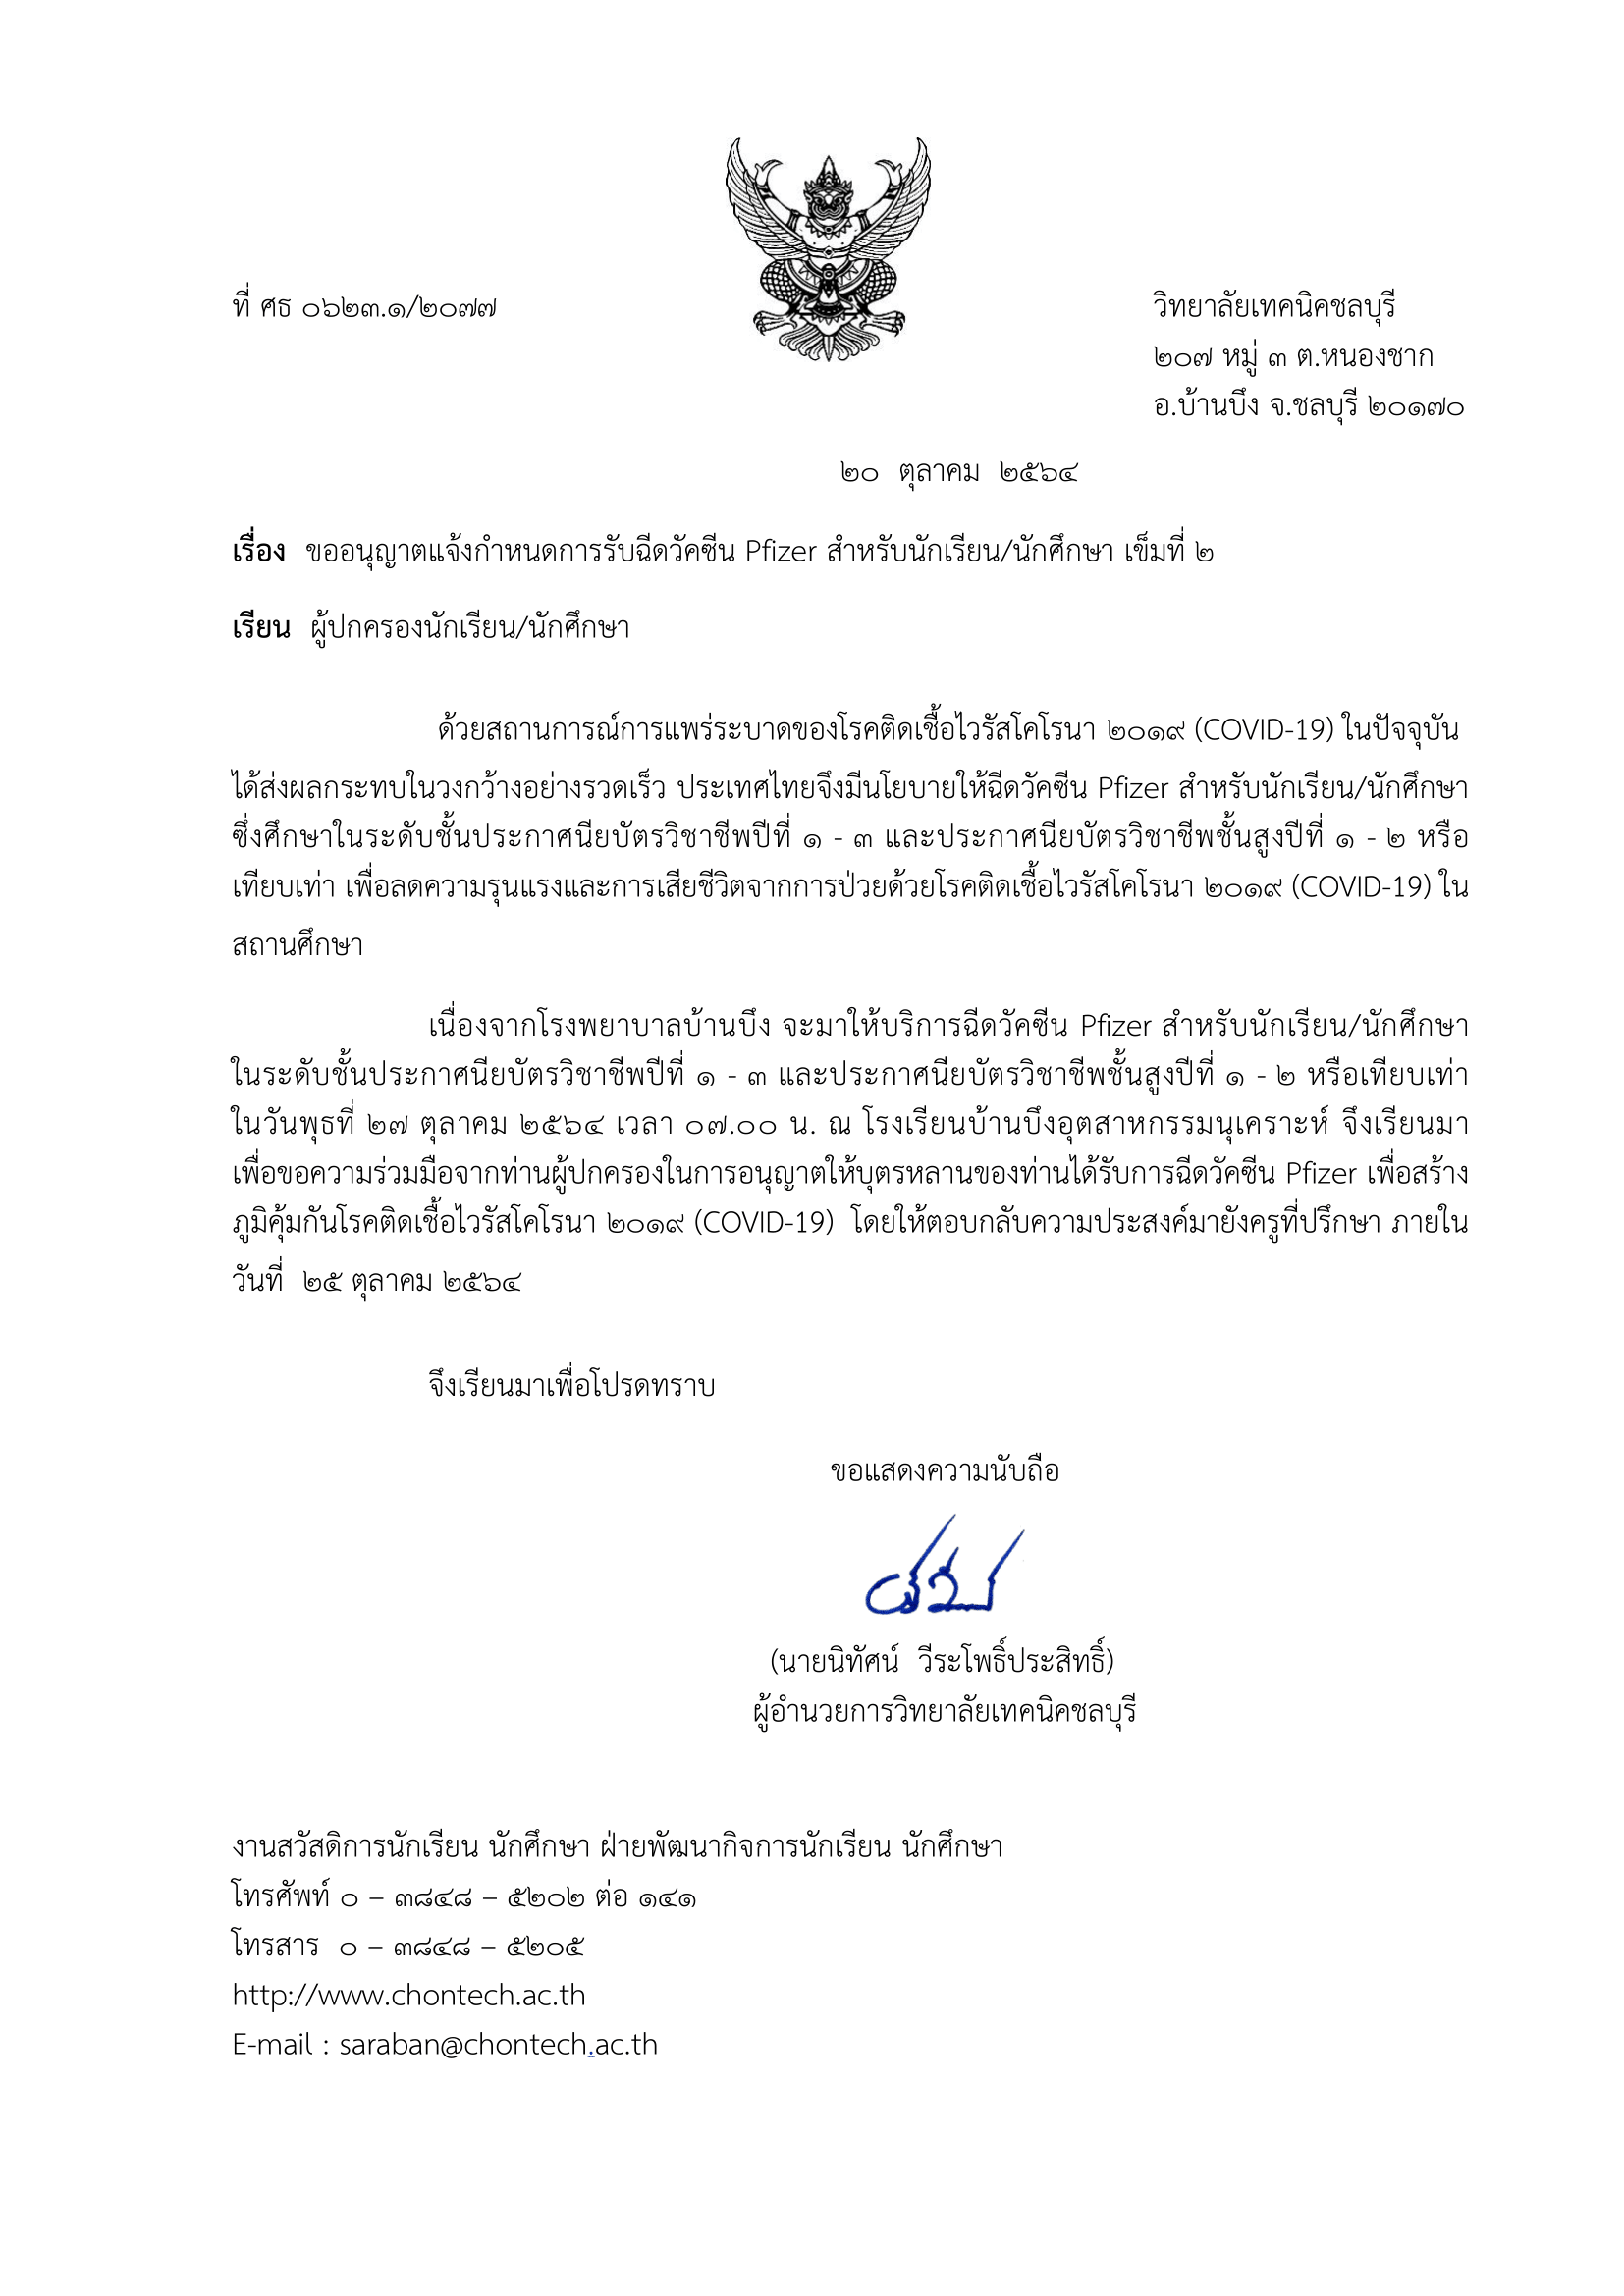 ที่ ศธ ๐๖๒๓.๑/๒๐๗๗
วิทยาลัยเทคนิคชลบุรี
๒๐๗ หมู่ ๓ ต.หนองชาก
อ.บ้านบึง จ.ชลบุรี ๒๐๑๗๐
๒๐ ตุลาคม ๒๕๖๔
เรื่อง ขออนุญาตแจ้งกำหนดการรับฉีดวัคซีน Pfizer สำหรับนักเรียน/นักศึกษา เข็มที่ ๒
เรียน ผู้ปกครองนักเรียน/นักศึกษา
ด้วยสถานการณ์การแพร่ระบาดของโรคติดเชื้อไวรัสโคโรนา ๒๐๑๙ (COVID-19) ในปัจจุบัน
ได้ส่งผลกระทบในวงกว้างอย่างรวดเร็ว ประเทศไทยจึงมีนโยบายให้ฉีดวัคซีน Pfizer สำหรับนักเรียน/นักศึกษา
ซึ่งศึกษาในระดับชั้นประกาศนียบัตรวิชาชีพปีที่ ๑ - ๓ และประกาศนียบัตรวิชาชีพชั้นสูงปีที่ ๑ - ๒ หรือ
เทียบเท่า เพื่อลดความรุนแรงและการเสียชีวิตจากการป่วยด้วยโรคติดเชื้อไวรัสโคโรนา ๒๐๑๙ (COVID-19) ใน
สถานศึกษา
เนื่องจากโรงพยาบาลบ้านบึง จะมาให้บริการฉีดวัคซีน Pfizer สำหรับนักเรียน/นักศึกษา
ในระดับชั้นประกาศนียบัตรวิชาชีพปีที่ ๑ - ๓ และประกาศนียบัตรวิชาชีพชั้นสูงปีที่ ๑ - ๒ หรือเทียบเท่า
ในวันพุธที่ ๒๗ ตุลาคม ๒๕๖๔ เวลา ๐๗.๐๐ น. ณ โรงเรียนบ้านบึงอุตสาหกรรมนุเคราะห์ จึงเรียนมา
เพื่อขอความร่วมมือจากท่านผู้ปกครองในการอนุญาตให้บุตรหลานของท่านได้รับการฉีดวัคซีน Pfizer เพื่อสร้าง
ภูมิคุ้มกันโรคติดเชื้อไวรัสโคโรนา ๒๐๑๙ (COVID-19) โดยให้ตอบกลับความประสงค์มายังครูที่ปรึกษา ภายใน
วันที่ ๒๕ ตุลาคม ๒๕๖๔
จึงเรียนมาเพื่อโปรดทราบ
ขอแสดงความนับถือ
(นายนิทัศน์ วีระโพธิ์ประสิทธิ์)
ผู้อำนวยการวิทยาลัยเทคนิคชลบุรี
งานสวัสดิการนักเรียน นักศึกษา ฝ่ายพัฒนากิจการนักเรียน นักศึกษา
โทรศัพท์ ๐ – ๓๘๔๘ – ๕๒๐๒ ต่อ ๑๔๑
โทรสาร ๐ – ๓๘๔๘ – ๕๒๐๕
http://www.chontech.ac.th
E-mail : saraban@chontech.ac.th